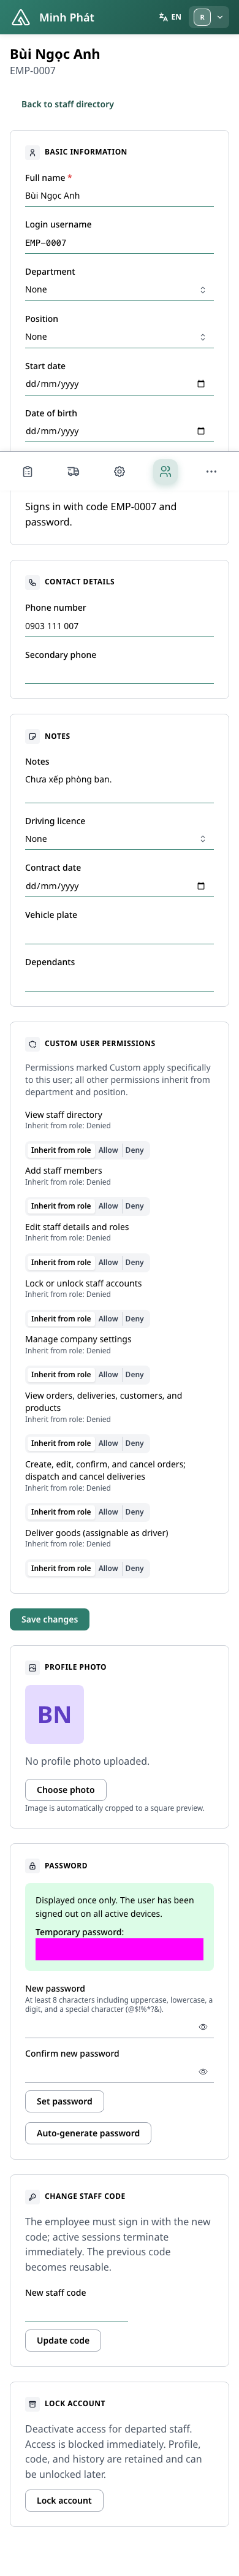 Minh Phát
EN
R
Bùi Ngọc Anh
EMP-0007
Back to staff directory
BASIC INFORMATION
Full name *
Bùi Ngọc Anh
Login username
EMP-0007
Department
None
Position
None
Start date
dd/mm/yyyy
Date of birth
dd/mm/yyyy
Signs in with code EMP-0007 and
password.
CONTACT DETAILS
Phone number
0903 111 007
Secondary phone
NOTES
Notes
Chưa xếp phòng ban.
Driving licence
None
Contract date
dd/mm/yyyy
Vehicle plate
Dependants
CUSTOM USER PERMISSIONS
Permissions marked Custom apply specifically
to this user; all other permissions inherit from
department and position.
View staff directory
Inherit from role: Denied
Inherit from role Allow Deny
Add staff members
Inherit from role: Denied
Inherit from role Allow Deny
Edit staff details and roles
Inherit from role: Denied
Inherit from role Allow Deny
Lock or unlock staff accounts
Inherit from role: Denied
Inherit from role Allow Deny
Manage company settings
Inherit from role: Denied
Inherit from role Allow Deny
View orders, deliveries, customers, and
products
Inherit from role: Denied
Inherit from role Allow Deny
Create, edit, confirm, and cancel orders;
dispatch and cancel deliveries
Inherit from role: Denied
Inherit from role Allow Deny
Deliver goods (assignable as driver)
Inherit from role: Denied
Inherit from role Allow Deny
Save changes
PROFILE PHOTO
BN
No profile photo uploaded.
Choose photo
Image is automatically cropped to a square preview.
PASSWORD
Displayed once only. The user has been
signed out on all active devices.
Temporary password:
New password
At least 8 characters including uppercase, lowercase, a
digit, and a special character (@$!%*?&).
Confirm new password
Set password
Auto-generate password
CHANGE STAFF CODE
The employee must sign in with the new
code; active sessions terminate
immediately. The previous code
becomes reusable.
New staff code
Update code
LOCK ACCOUNT
Deactivate access for departed staff.
Access is blocked immediately. Profile,
code, and history are retained and can
be unlocked later.
Lock account